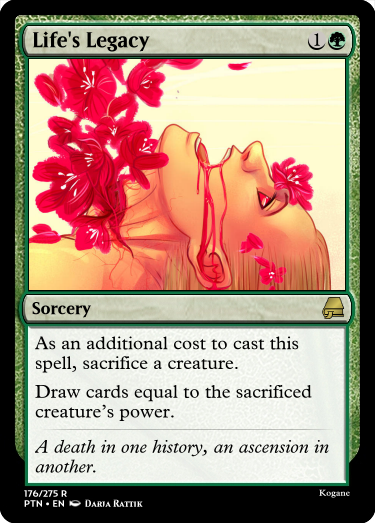 Life's Legacy 1
Sorcery
As an additional cost to cast this
spell, sacrifice a creature.
Draw cards equal to the sacrificed
creature's power.
A death in one history, an ascension in
another.
176/275 R Kogane
PTN • EN Daria Rattik